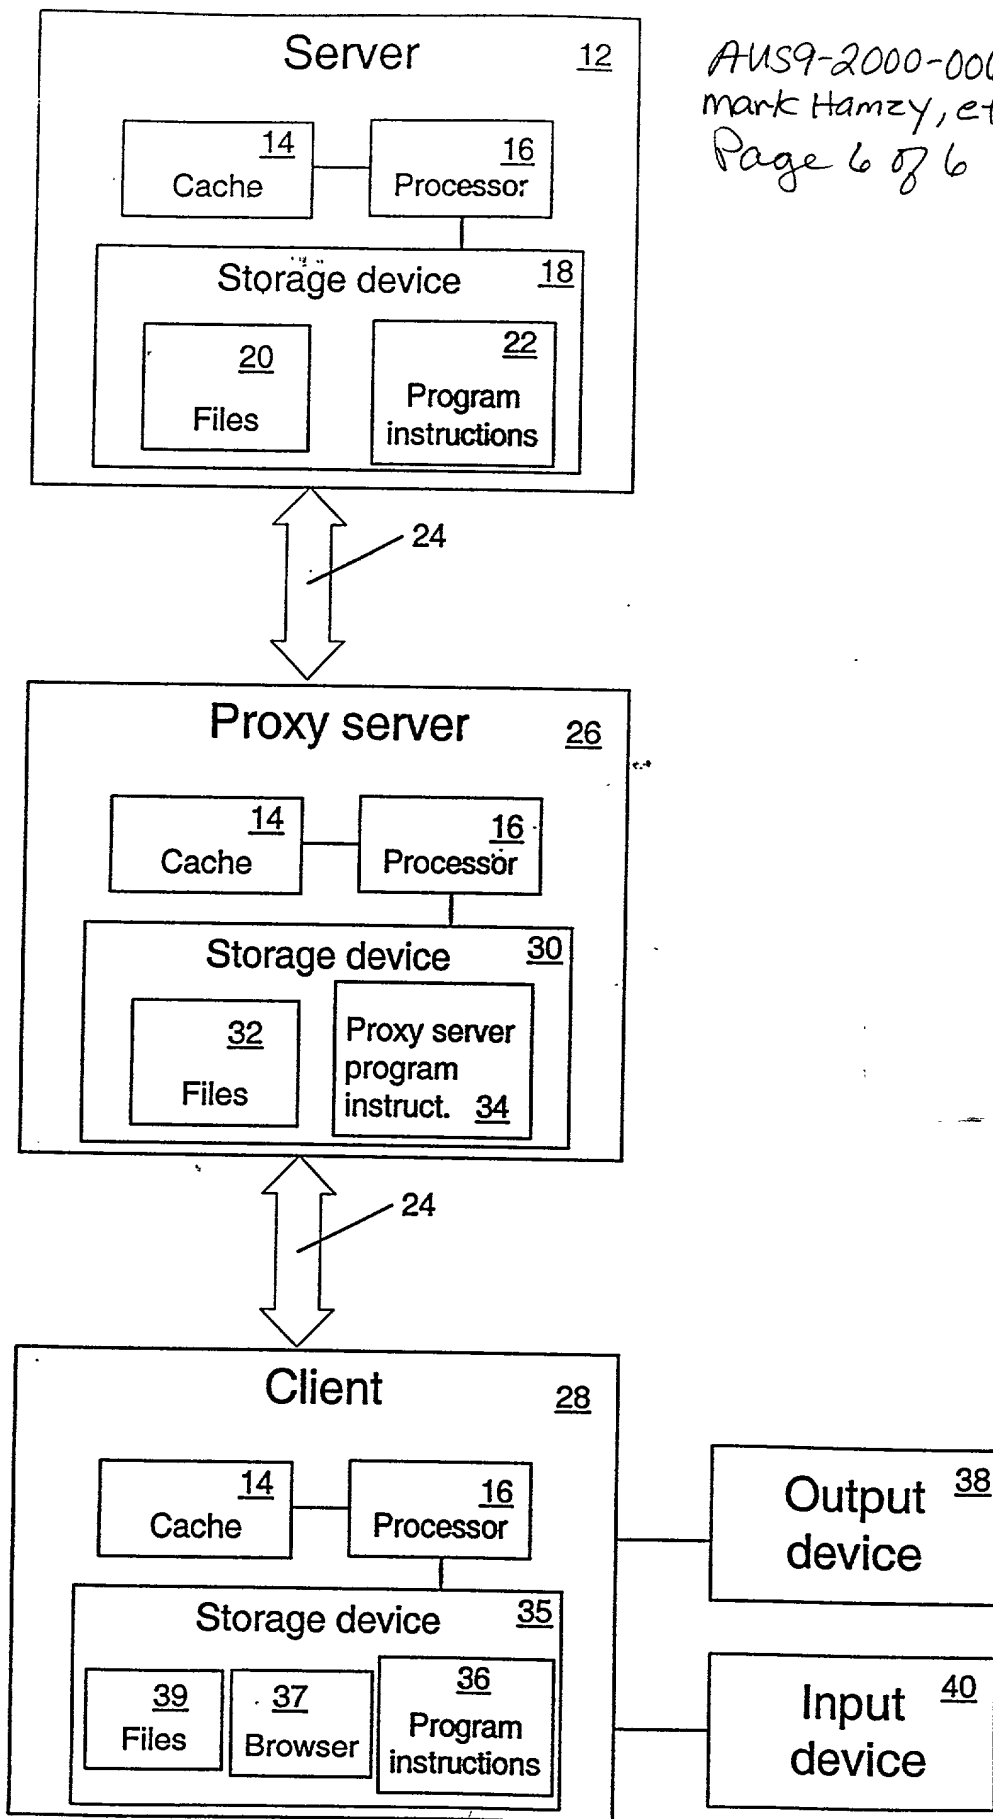 Server 12
AUS9-2000-000
mark Hamzy, et
Page 6 of 6
14
Cache
16
Processor
Storage device 18
20
Files
22
Program
instructions
24
Proxy server 26
14
Cache
16
Processor
Storage device 30
32
Files
Proxy server
program
instruct. 34
24
Client 28
14
Cache
16
Processor
Storage device 35
39
Files
37
Browser
36
Program
instructions
Output 38
device
Input 40
device